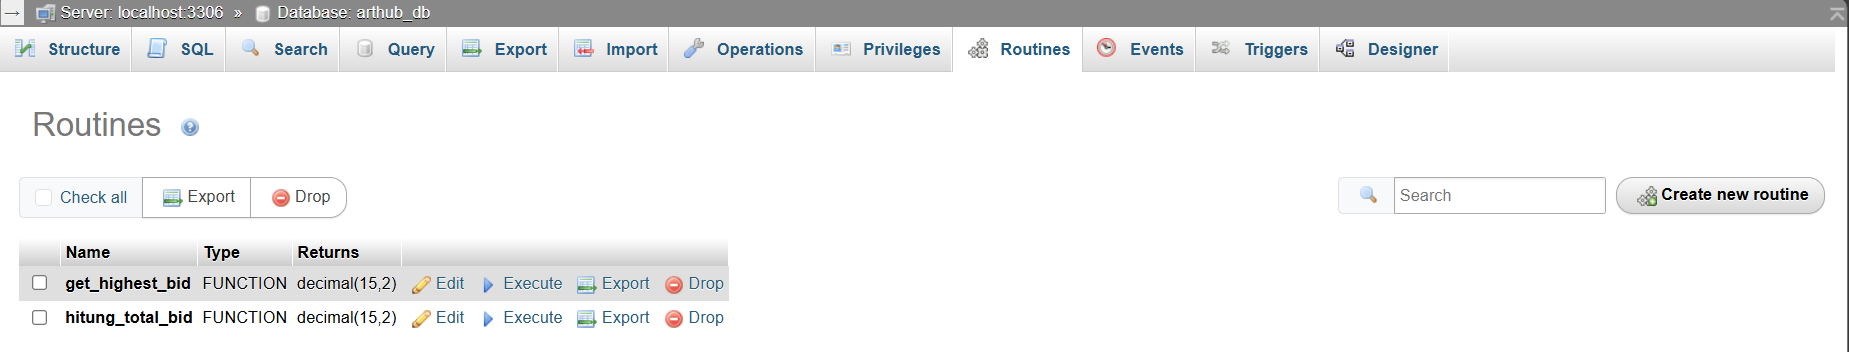 Server: localhost:3306 » Database: arthub_db
Structure SQL Search Query Export Import Operations Privileges Routines Events Triggers Designer
Routines
Check all Export Drop Search Create new routine
Name Type Returns
get_highest_bid FUNCTION decimal(15,2) Edit Execute Export Drop
hitung_total_bid FUNCTION decimal(15,2) Edit Execute Export Drop